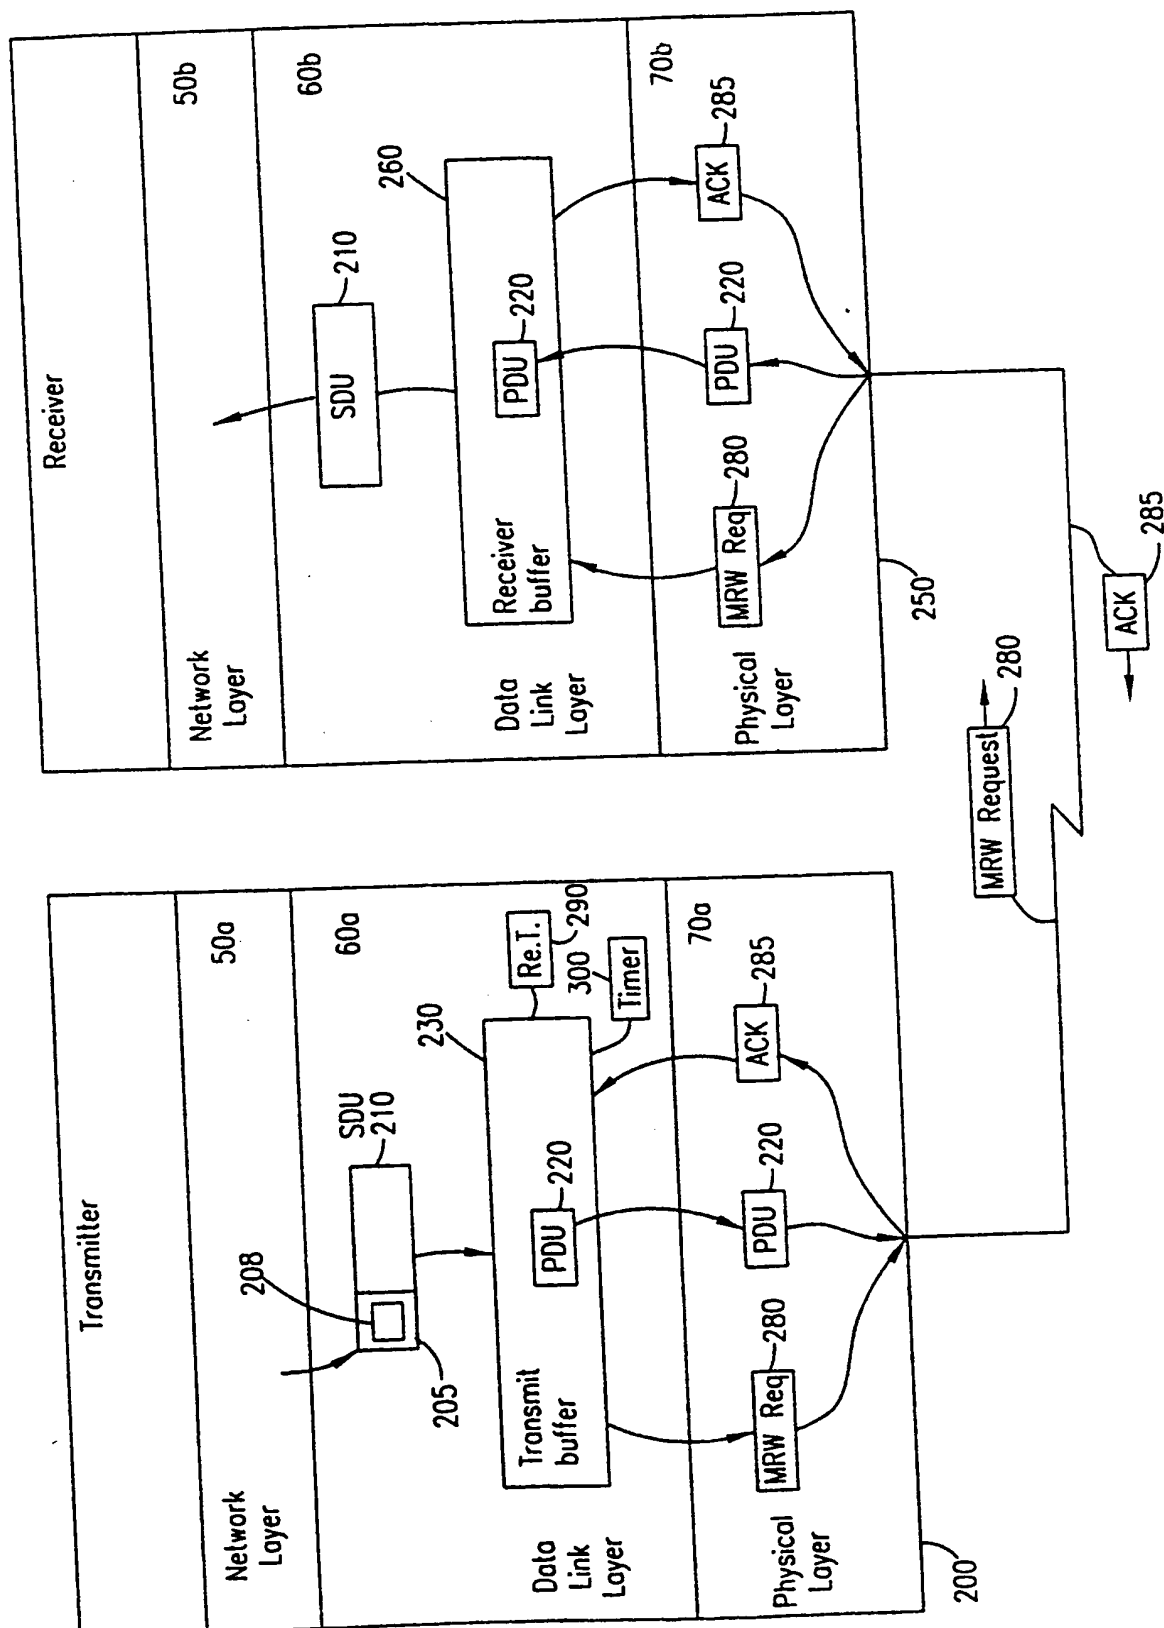 Transmitter
Network
Layer
50a
Data
Link
Layer
60a
SDU
210
208
205
230
Transmit
buffer
PDU
220
Re.T.
290
300
Timer
Physical
Layer
70a
MRW Req
280
PDU
220
ACK
285
200
Receiver
Network
Layer
50b
Data
Link
Layer
60b
SDU
210
260
Receiver
buffer
PDU
220
Physical
Layer
70b
MRW Req
280
PDU
220
ACK
285
250
MRW Request
280
ACK
285